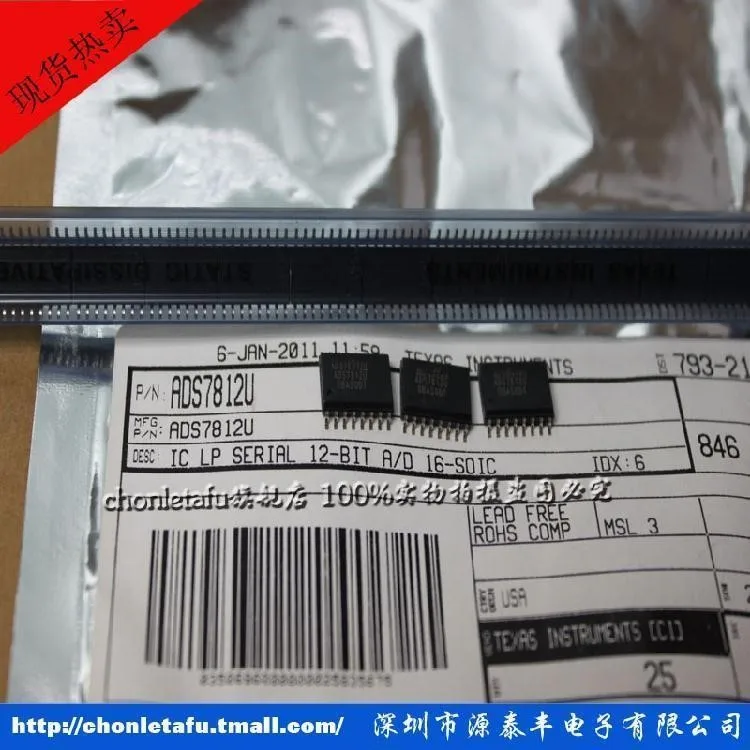 现货热卖
STATIC DISSIPATIVE
TEXAS INSTRUMENTS
TEXAS INSTRUMENTS
6-JAN-2011 11:59 TEXAS INSTRUMENTS
793-21
P/N: ADS7812U
MFG P/N: ADS7812U
DESC: IC LP SERIAL 12-BIT A/D 16-SOIC IDX: 6
846
chonletafu旗舰店 100%实物拍摄盗图必究
LEAD FREE
ROHS COMP
MSL 3
USA
TEXAS INSTRUMENTS [CI]
25
http://chonletafu.tmall.com/
深圳市源泰丰电子有限公司